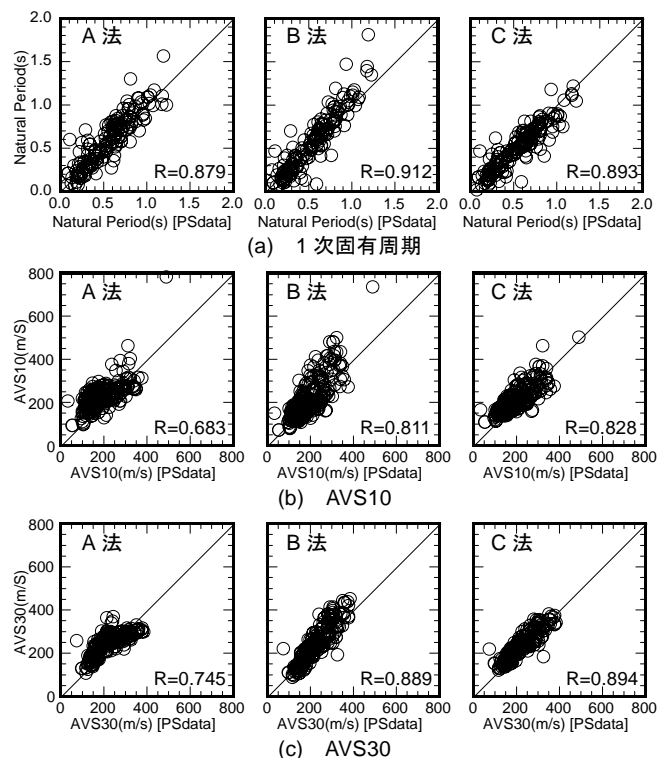 2.0
A 法
B 法
C 法
Natural Period(s)
1.5
1.0
0.5
0.0
R=0.879
R=0.912
R=0.893
0.0 0.5 1.0 1.5 2.0
0.0 0.5 1.0 1.5 2.0
0.0 0.5 1.0 1.5 2.0
Natural Period(s) [PSdata]
Natural Period(s) [PSdata]
Natural Period(s) [PSdata]
(a) 1 次固有周期
800
A 法
B 法
C 法
AVS10(m/S)
600
400
200
0
R=0.683
R=0.811
R=0.828
0 200 400 600 800
0 200 400 600 800
0 200 400 600 800
AVS10(m/s) [PSdata]
AVS10(m/s) [PSdata]
AVS10(m/s) [PSdata]
(b) AVS10
800
A 法
B 法
C 法
AVS30(m/S)
600
400
200
0
R=0.745
R=0.889
R=0.894
0 200 400 600 800
0 200 400 600 800
0 200 400 600 800
AVS30(m/s) [PSdata]
AVS30(m/s) [PSdata]
AVS30(m/s) [PSdata]
(c) AVS30